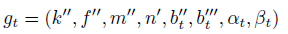 g_t = (k'', f'', m'', n', b_t'', b_t''', α_t, β_t)